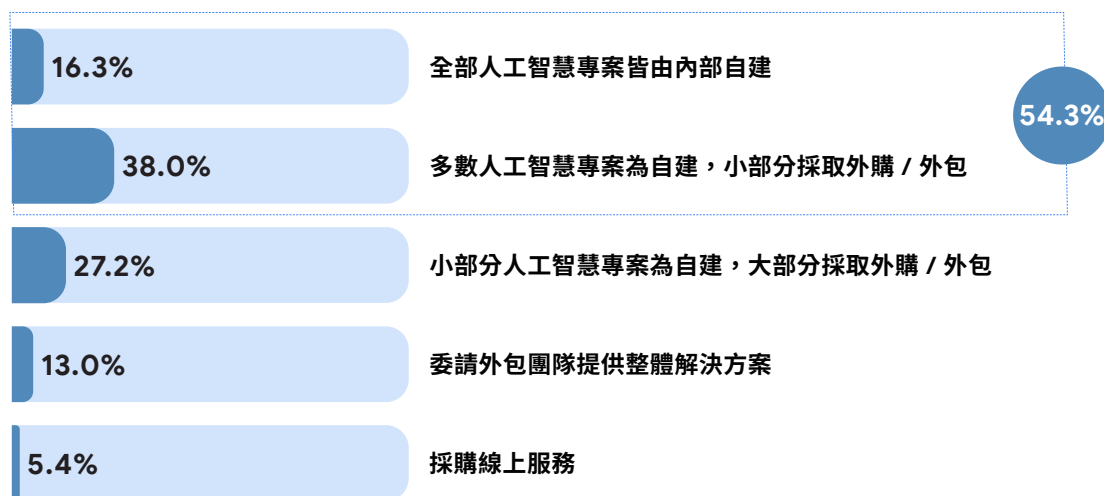 16.3% 全部人工智慧專案皆由內部自建
54.3%
38.0% 多數人工智慧專案為自建，小部分採取外購 / 外包
27.2% 小部分人工智慧專案為自建，大部分採取外購 / 外包
13.0% 委請外包團隊提供整體解決方案
5.4% 採購線上服務